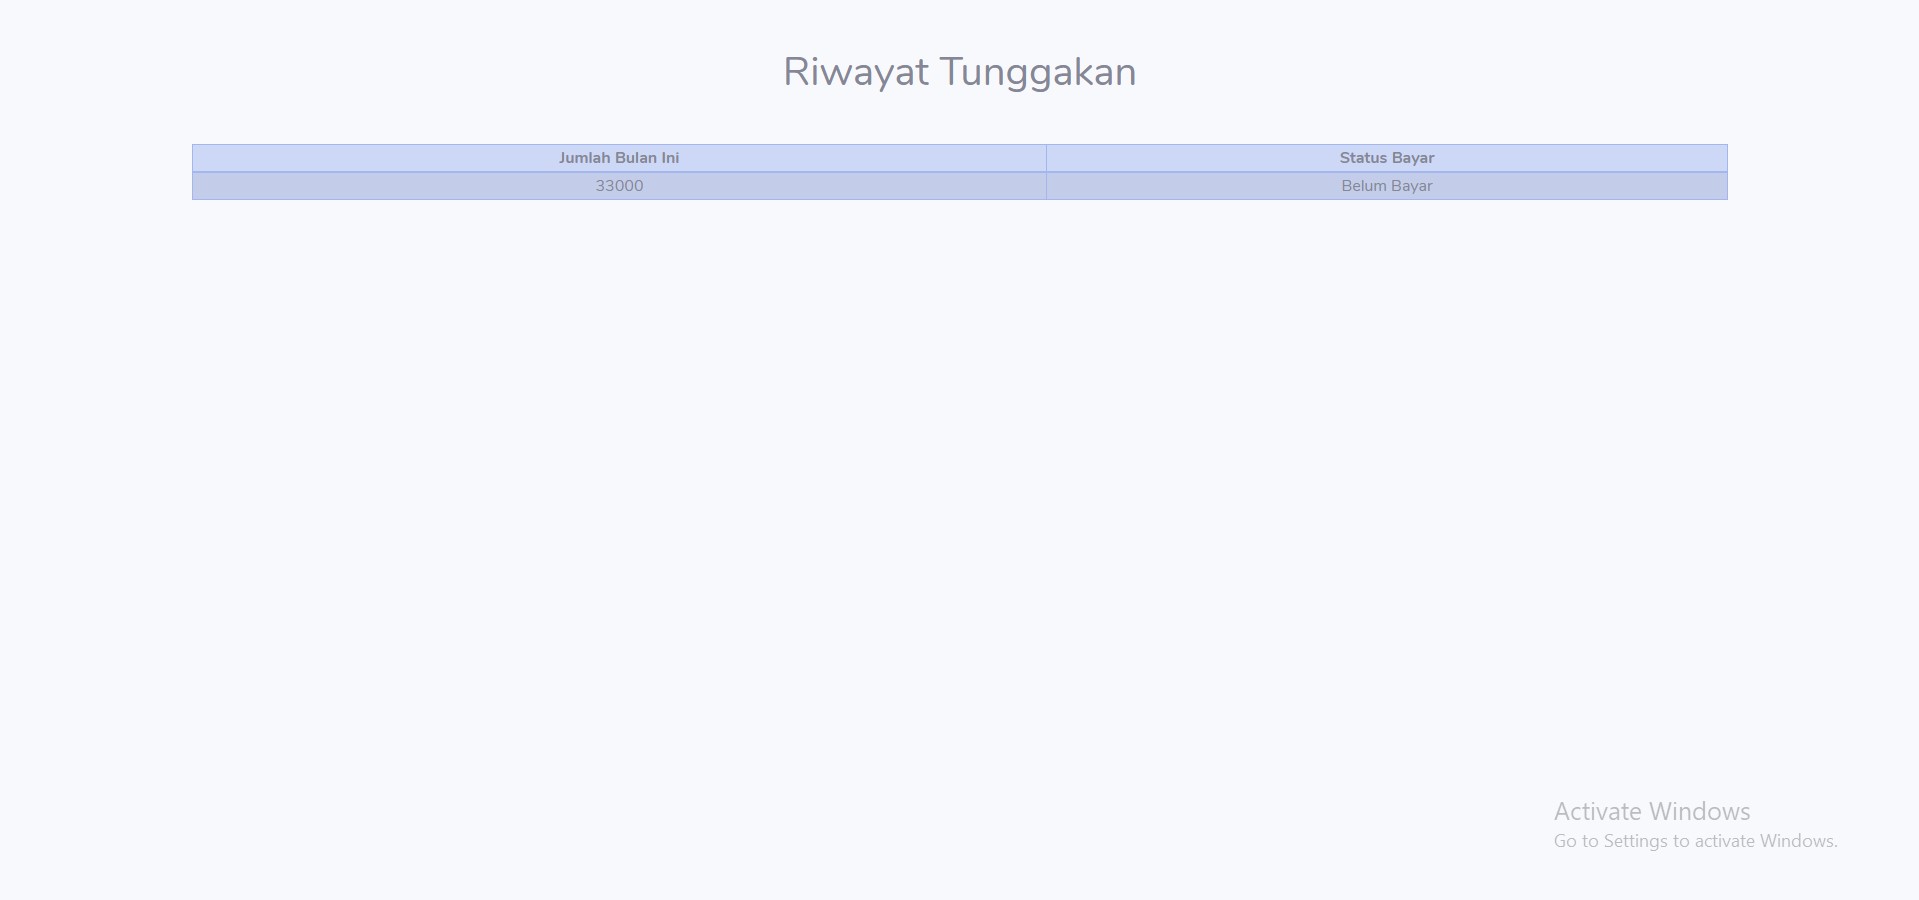 Riwayat Tunggakan
Jumlah Bulan Ini Status Bayar
33000 Belum Bayar
Activate Windows
Go to Settings to activate Windows.